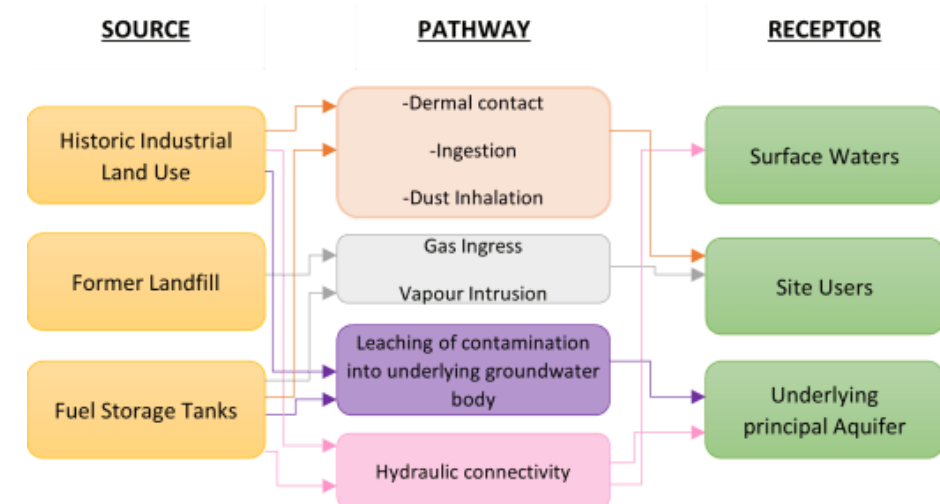 SOURCE
PATHWAY
RECEPTOR
Historic Industrial
Land Use
Former Landfill
Fuel Storage Tanks
-Dermal contact
-Ingestion
-Dust Inhalation
Gas Ingress
Vapour Intrusion
Leaching of contamination
into underlying groundwater
body
Hydraulic connectivity
Surface Waters
Site Users
Underlying
principal Aquifer